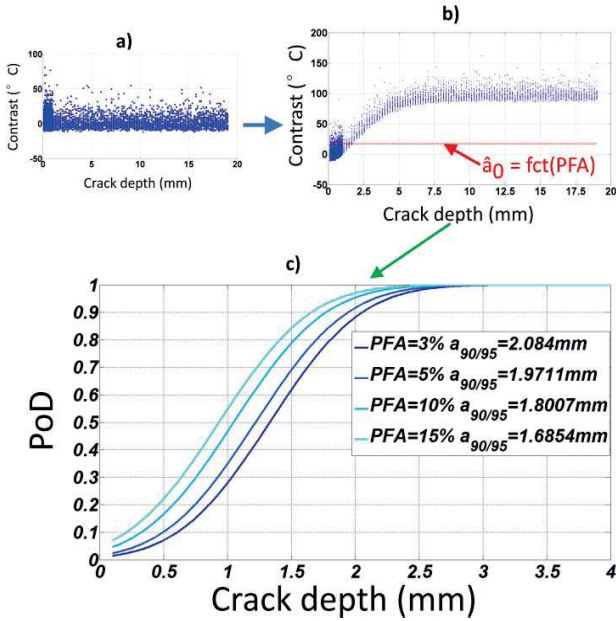 a)
b)
Contrast (° C)
100
50
0
-50
0 5 10 15 20
Crack depth (mm)
Contrast (° C)
200
150
100
50
0
-50
0 2.5 5 7.5 10 12.5 15 17.5 20
â0 = fct(PFA)
Crack depth (mm)
c)
PoD
1
0.9
0.8
0.7
0.6
0.5
0.4
0.3
0.2
0.1
0
PFA=3% a90/95=2.084mm
PFA=5% a90/95=1.9711mm
PFA=10% a90/95=1.8007mm
PFA=15% a90/95=1.6854mm
0 0.5 1 1.5 2 2.5 3 3.5 4
Crack depth (mm)